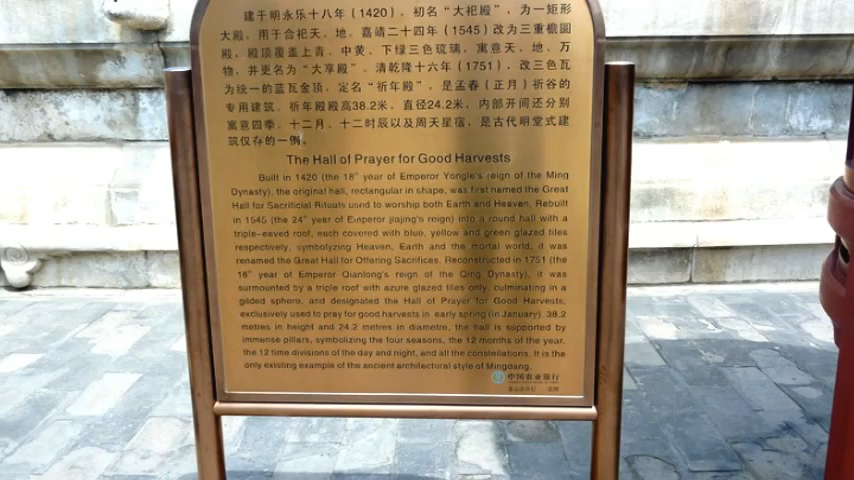 建于明永乐十八年（1420），初名“大祀殿”，为一矩形
大殿，用于合祀天、地。嘉靖二十四年（1545）改为三重檐圆
殿，殿顶覆盖上青、中黄、下绿三色琉璃，寓意天、地、万
物，并更名为“大享殿”。清乾隆十六年（1751），改三色瓦
为统一的蓝瓦金顶，定名“祈年殿”，是孟春（正月）祈谷的
专用建筑。祈年殿殿高38.2米，直径24.2米，内部开间还分别
寓意四季、十二月、十二时辰以及周天星宿，是古代明堂式建
筑仅存的一例。
The Hall of Prayer for Good Harvests
Built in 1420 (the 18th year of Emperor Yongle's reign of the Ming
Dynasty), the original hall, rectangular in shape, was first named the Great
Hall for Sacrificial Rituals used to worship both Earth and Heaven. Rebuilt
in 1545 (the 24th year of Emperor jiajing's reign) into a round hall with a
triple-eaved roof, each covered with blue, yellow and green glazed tiles
respectively, symbolyzing Heaven, Earth and the mortal world, it was
renamed the Great Hall for Offering Sacrifices. Reconstructed in 1751 (the
16th year of Emperor Qianlong's reign of the Qing Dynasty), it was
surmounted by a triple roof with azure glazed tiles only, culminating in a
gilded sphere, and designated the Hall of Prayer for Good Harvests,
exclusively used to pray for good harvests in early spring (in January). 38.2
metres in height and 24.2 metres in diametre, the hall is supported by
immense pillars, symbolizing the four seasons, the 12 months of the year,
the 12 time divisions of the day and night, and all the constellations. It is the
only existing example of the ancient architectural style of Mingdang.
中国农业银行